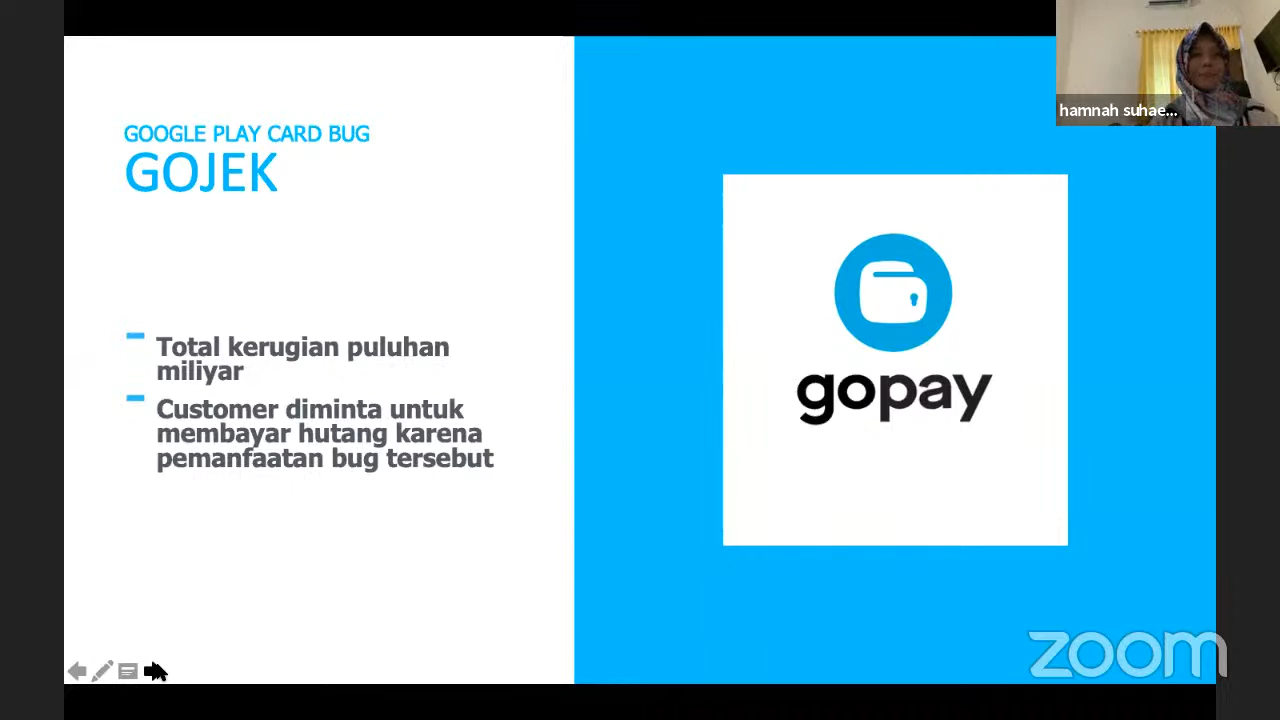 hamnah suhae...
GOOGLE PLAY CARD BUG
GOJEK
Total kerugian puluhan
miliyar
Customer diminta untuk
membayar hutang karena
pemanfaatan bug tersebut
gopay
zoom